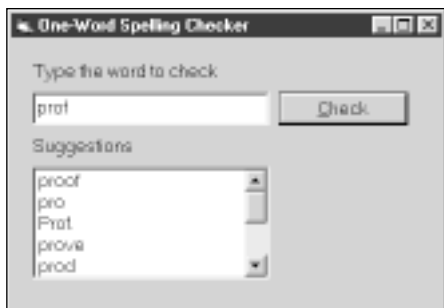 One-Word Spelling Checker
Type the word to check
prof
Check
Suggestions
proof
pro
Prof.
prove
prod